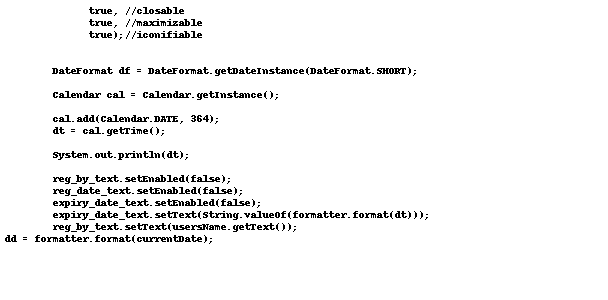 true, //closable
true, //maximizable
true);//iconifiable
DateFormat df = DateFormat.getDateInstance(DateFormat.SHORT);
Calendar cal = Calendar.getInstance();
cal.add(Calendar.DATE, 364);
dt = cal.getTime();
System.out.println(dt);
reg_by_text.setEnabled(false);
reg_date_text.setEnabled(false);
expiry_date_text.setEnabled(false);
expiry_date_text.setText(String.valueOf(formatter.format(dt)));
reg_by_text.setText(usersName.getText());
dd = formatter.format(currentDate);